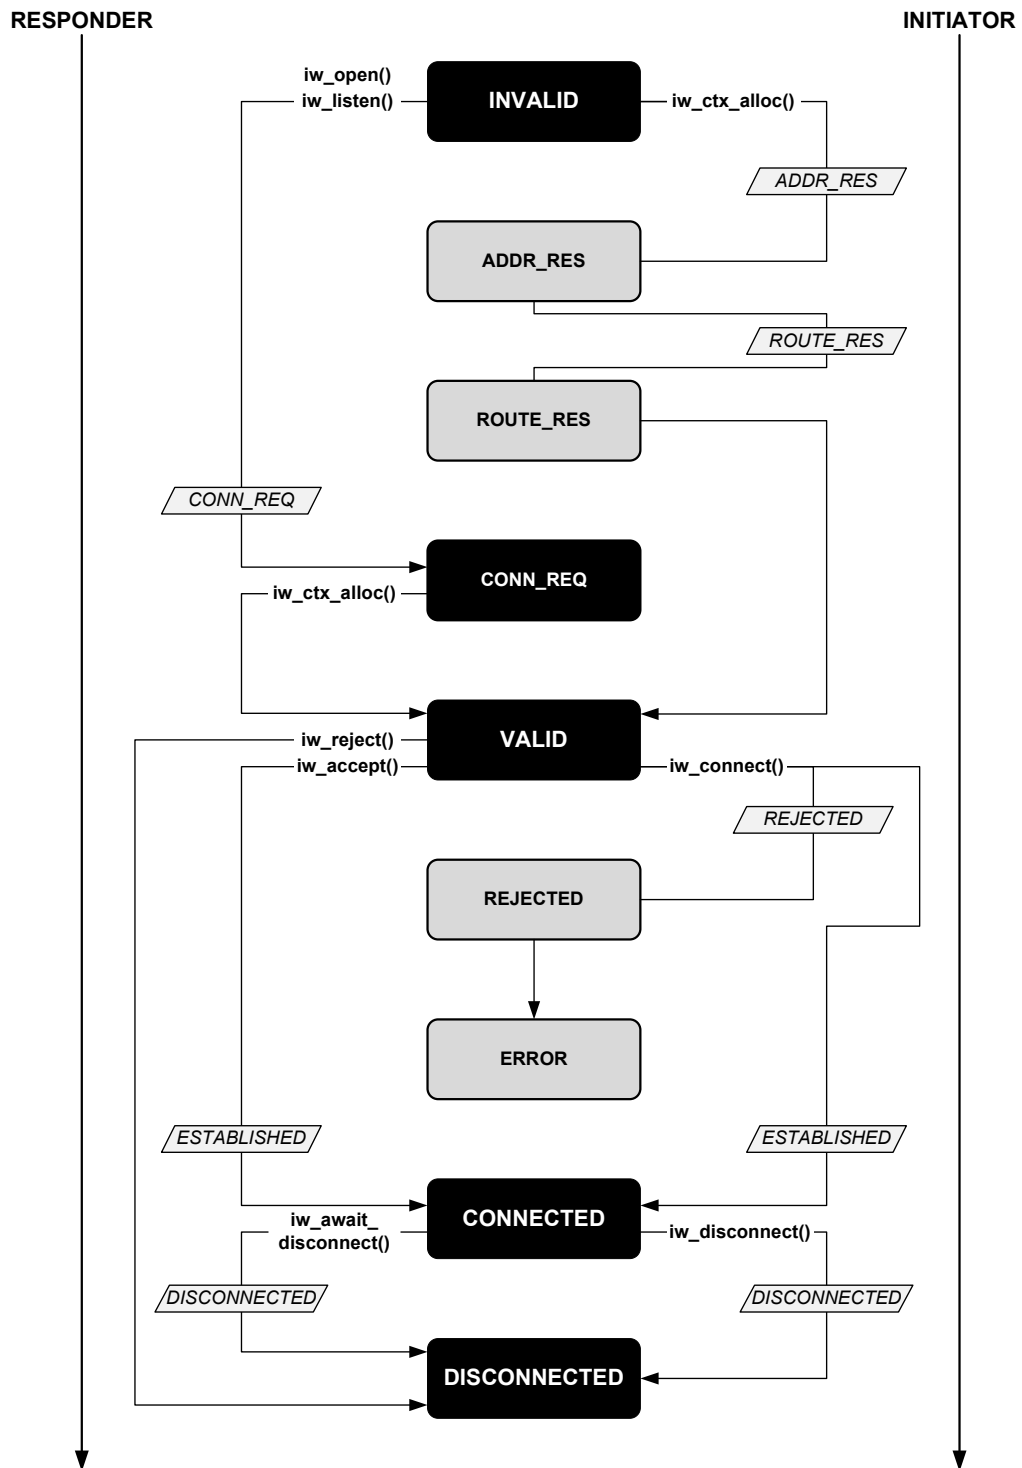 RESPONDER
INITIATOR
iw_open()
iw_listen()
INVALID
iw_ctx_alloc()
ADDR_RES
ADDR_RES
ROUTE_RES
ROUTE_RES
CONN_REQ
CONN_REQ
iw_ctx_alloc()
VALID
iw_reject()
iw_accept()
iw_connect()
REJECTED
REJECTED
ERROR
ESTABLISHED
ESTABLISHED
CONNECTED
iw_await_
disconnect()
iw_disconnect()
DISCONNECTED
DISCONNECTED
DISCONNECTED